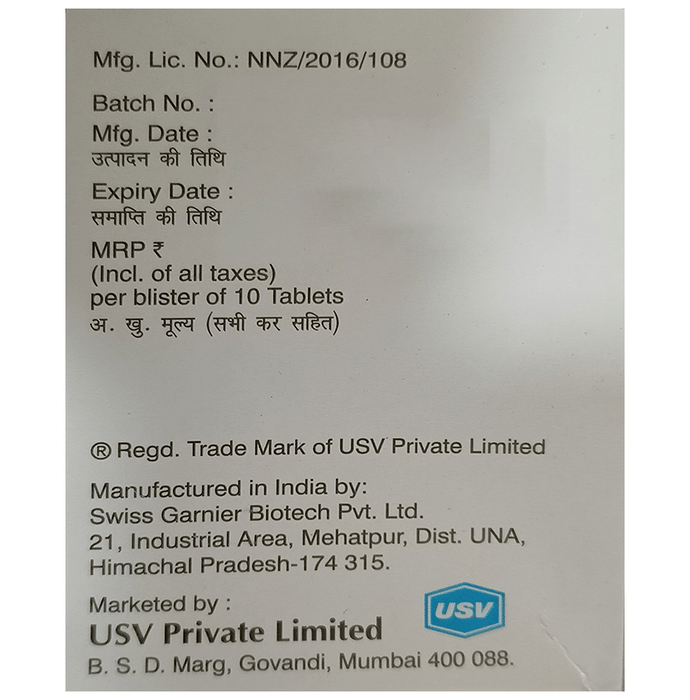 Mfg. Lic. No.: NNZ/2016/108
Batch No. :
Mfg. Date :
उत्पादन की तिथि
Expiry Date :
समाप्ति की तिथि
MRP ₹
(Incl. of all taxes)
per blister of 10 Tablets
अ. खु. मूल्य (सभी कर सहित)
® Regd. Trade Mark of USV Private Limited
Manufactured in India by:
Swiss Garnier Biotech Pvt. Ltd.
21, Industrial Area, Mehatpur, Dist. UNA,
Himachal Pradesh-174 315.
Marketed by :
USV Private Limited
USV
B. S. D. Marg, Govandi, Mumbai 400 088.